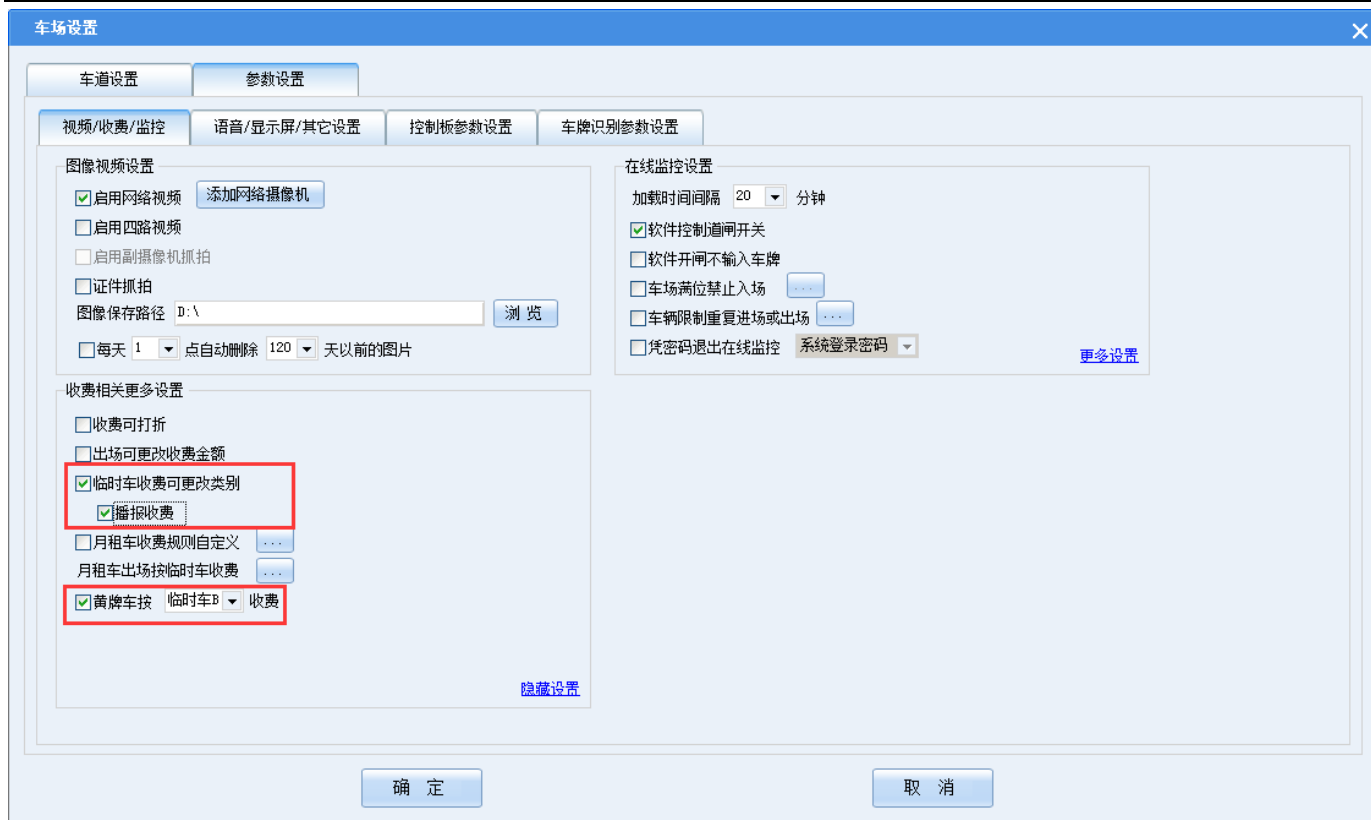 车场设置
车道设置 参数设置
视频/收费/监控 语音/显示屏/其它设置 控制板参数设置 车牌识别参数设置
图像视频设置
启用网络视频 添加网络摄像机
启用四路视频
启用副摄像机抓拍
证件抓拍
图像保存路径 D:\ 浏 览
每天 1 点自动删除 120 天以前的图片
在线监控设置
加载时间间隔 20 分钟
软件控制道闸开关
软件开闸不输入车牌
车场满位禁止入场 ...
车辆限制重复进场或出场 ...
凭密码退出在线监控 系统登录密码
更多设置
收费相关更多设置
收费可打折
出场可更改收费金额
临时车收费可更改类别
播报收费
月租车收费规则自定义 ...
月租车出场按临时车收费 ...
黄牌车按 临时车B 收费
隐藏设置
确 定 取 消